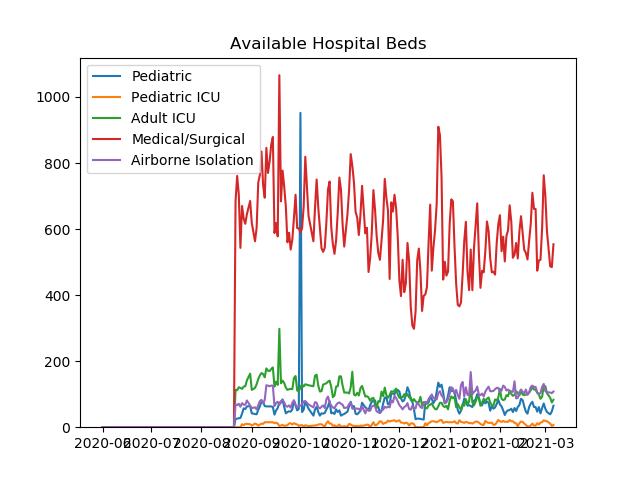 Available Hospital Beds
Pediatric
Pediatric ICU
Adult ICU
Medical/Surgical
Airborne Isolation
1000
800
600
400
200
0
2020-06 2020-07 2020-08 2020-09 2020-10 2020-11 2020-12 2021-01 2021-02 2021-03